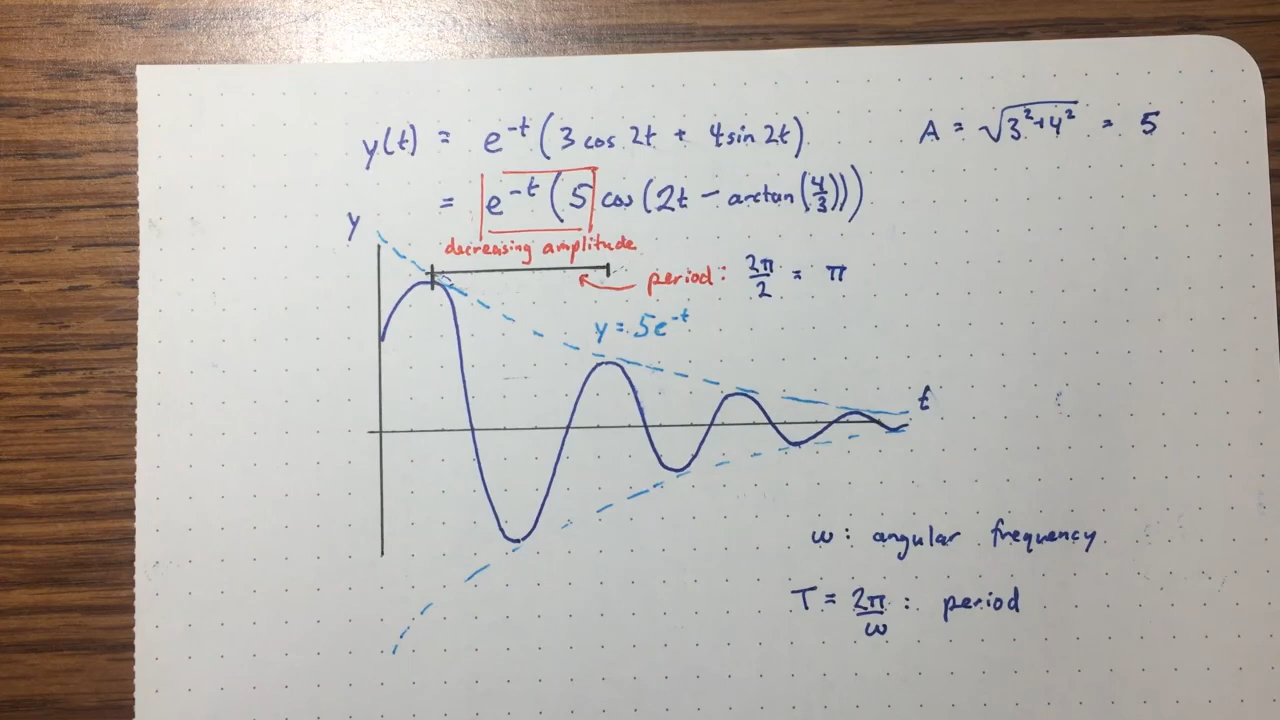 y(t) = e^{-t} (3 cos 2t + 4 sin 2t)
A = √(3²+4²) = 5
= e^{-t} (5 cos (2t - arctan(4/3)))
y
decreasing amplitude
period: 2π/2 = π
y = 5e^{-t}
t
ω: angular frequency
T = 2π/ω : period